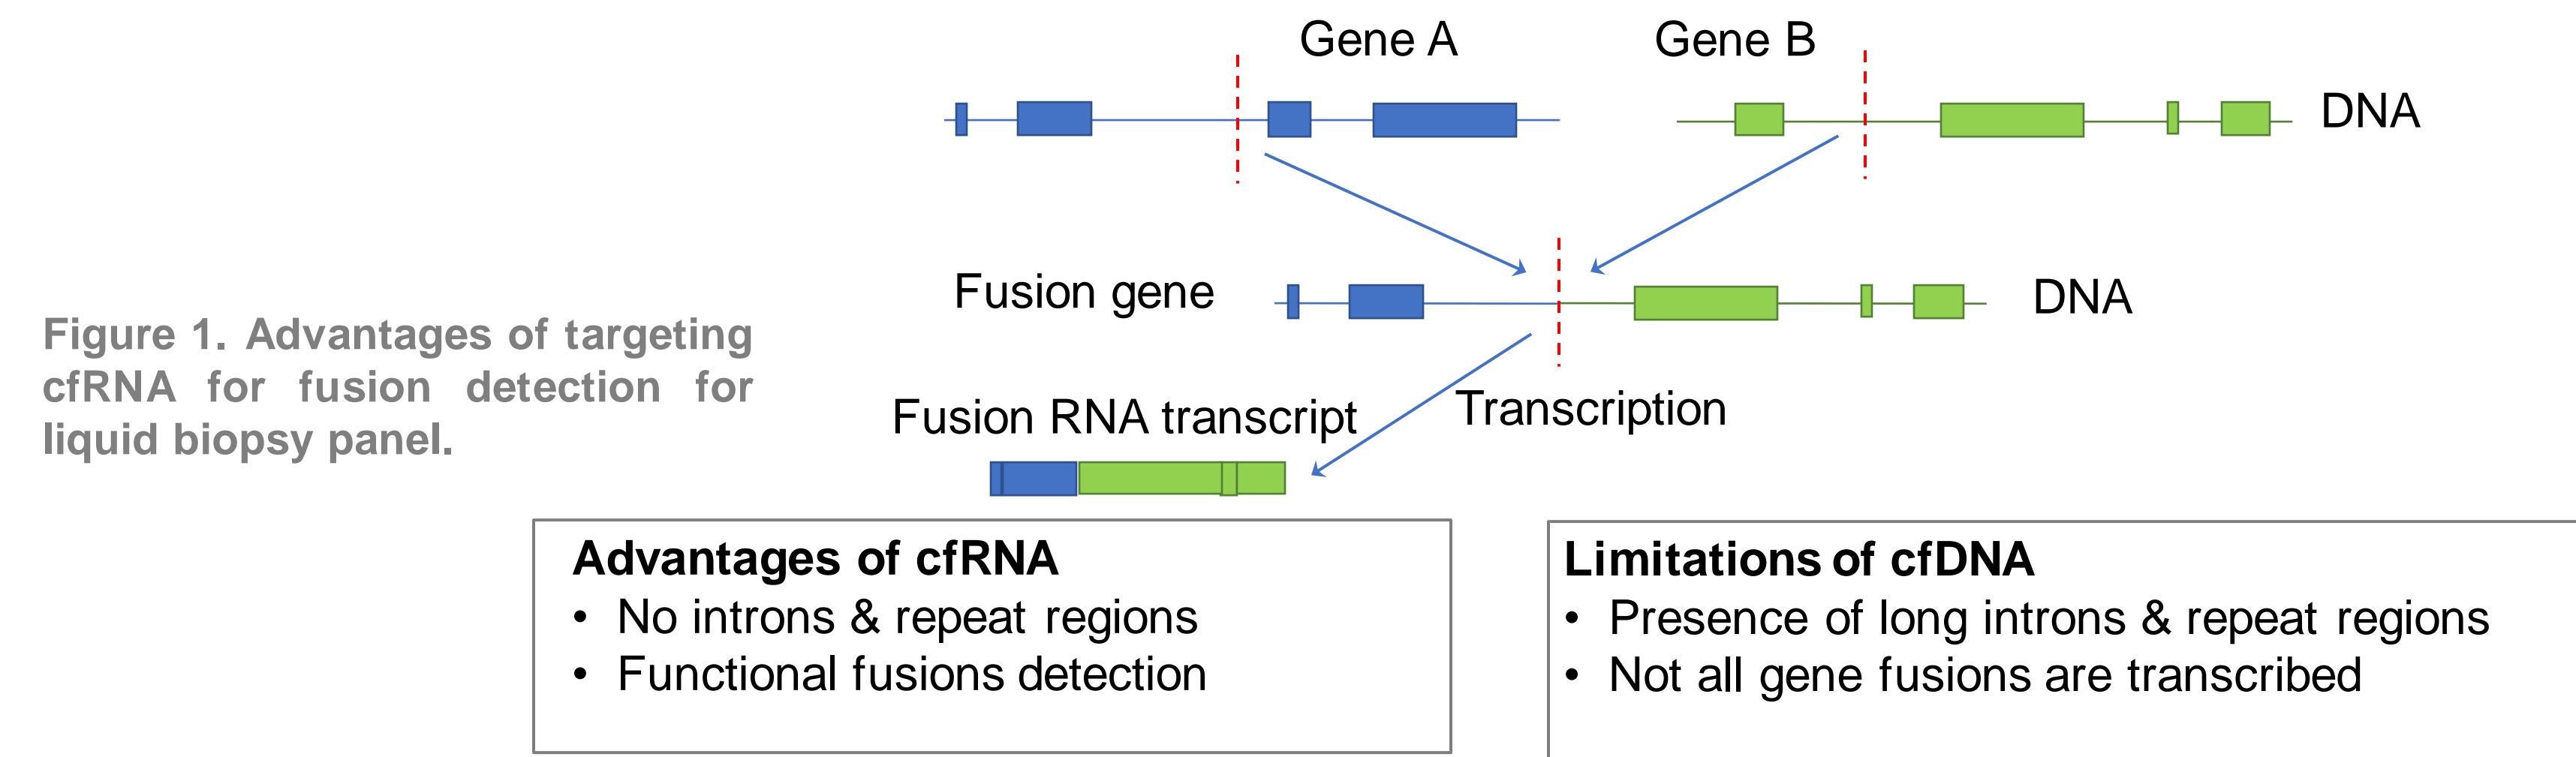 Gene A
Gene B
DNA
Fusion gene
DNA
Figure 1. Advantages of targeting
cfRNA for fusion detection for
liquid biopsy panel.
Fusion RNA transcript
Transcription
Advantages of cfRNA
• No introns & repeat regions
• Functional fusions detection
Limitations of cfDNA
• Presence of long introns & repeat regions
• Not all gene fusions are transcribed